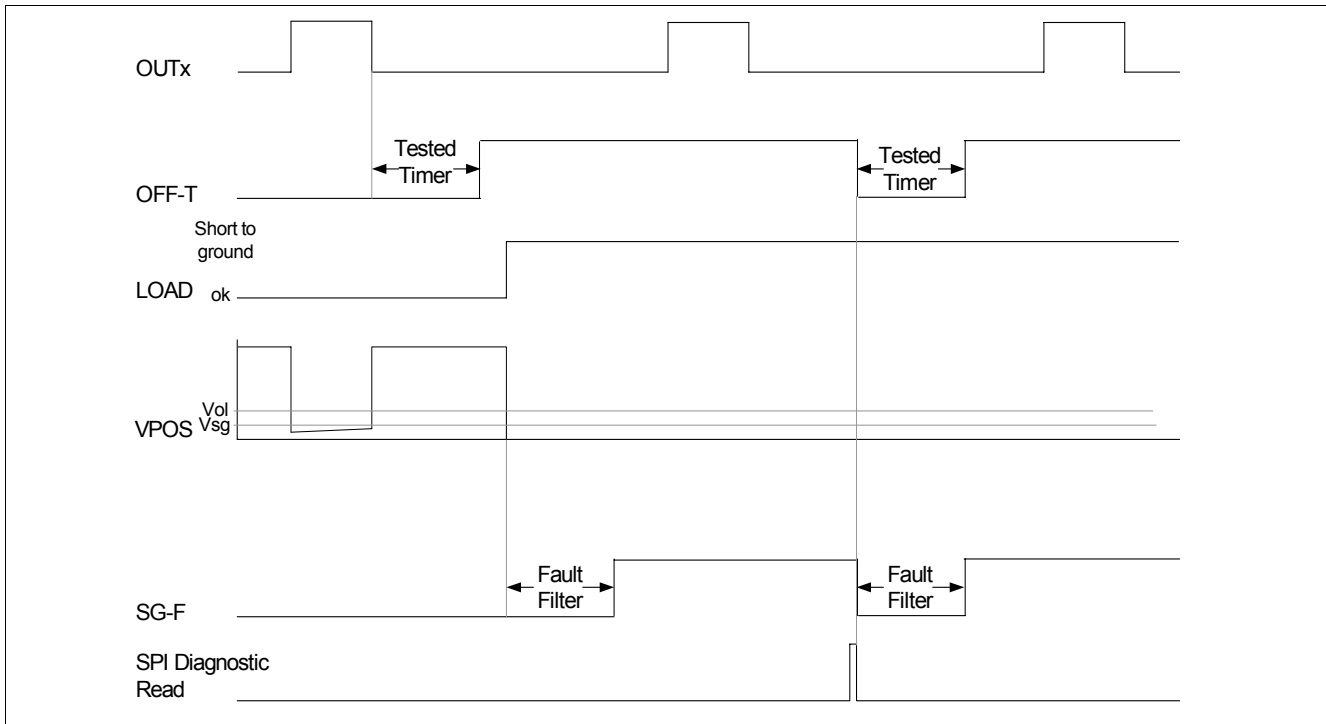 OUTx
Tested
Timer
Tested
Timer
OFF-T
Short to
ground
LOAD ok
Vol
VPOS Vsg
Fault
Filter
Fault
Filter
SG-F
SPI Diagnostic
Read